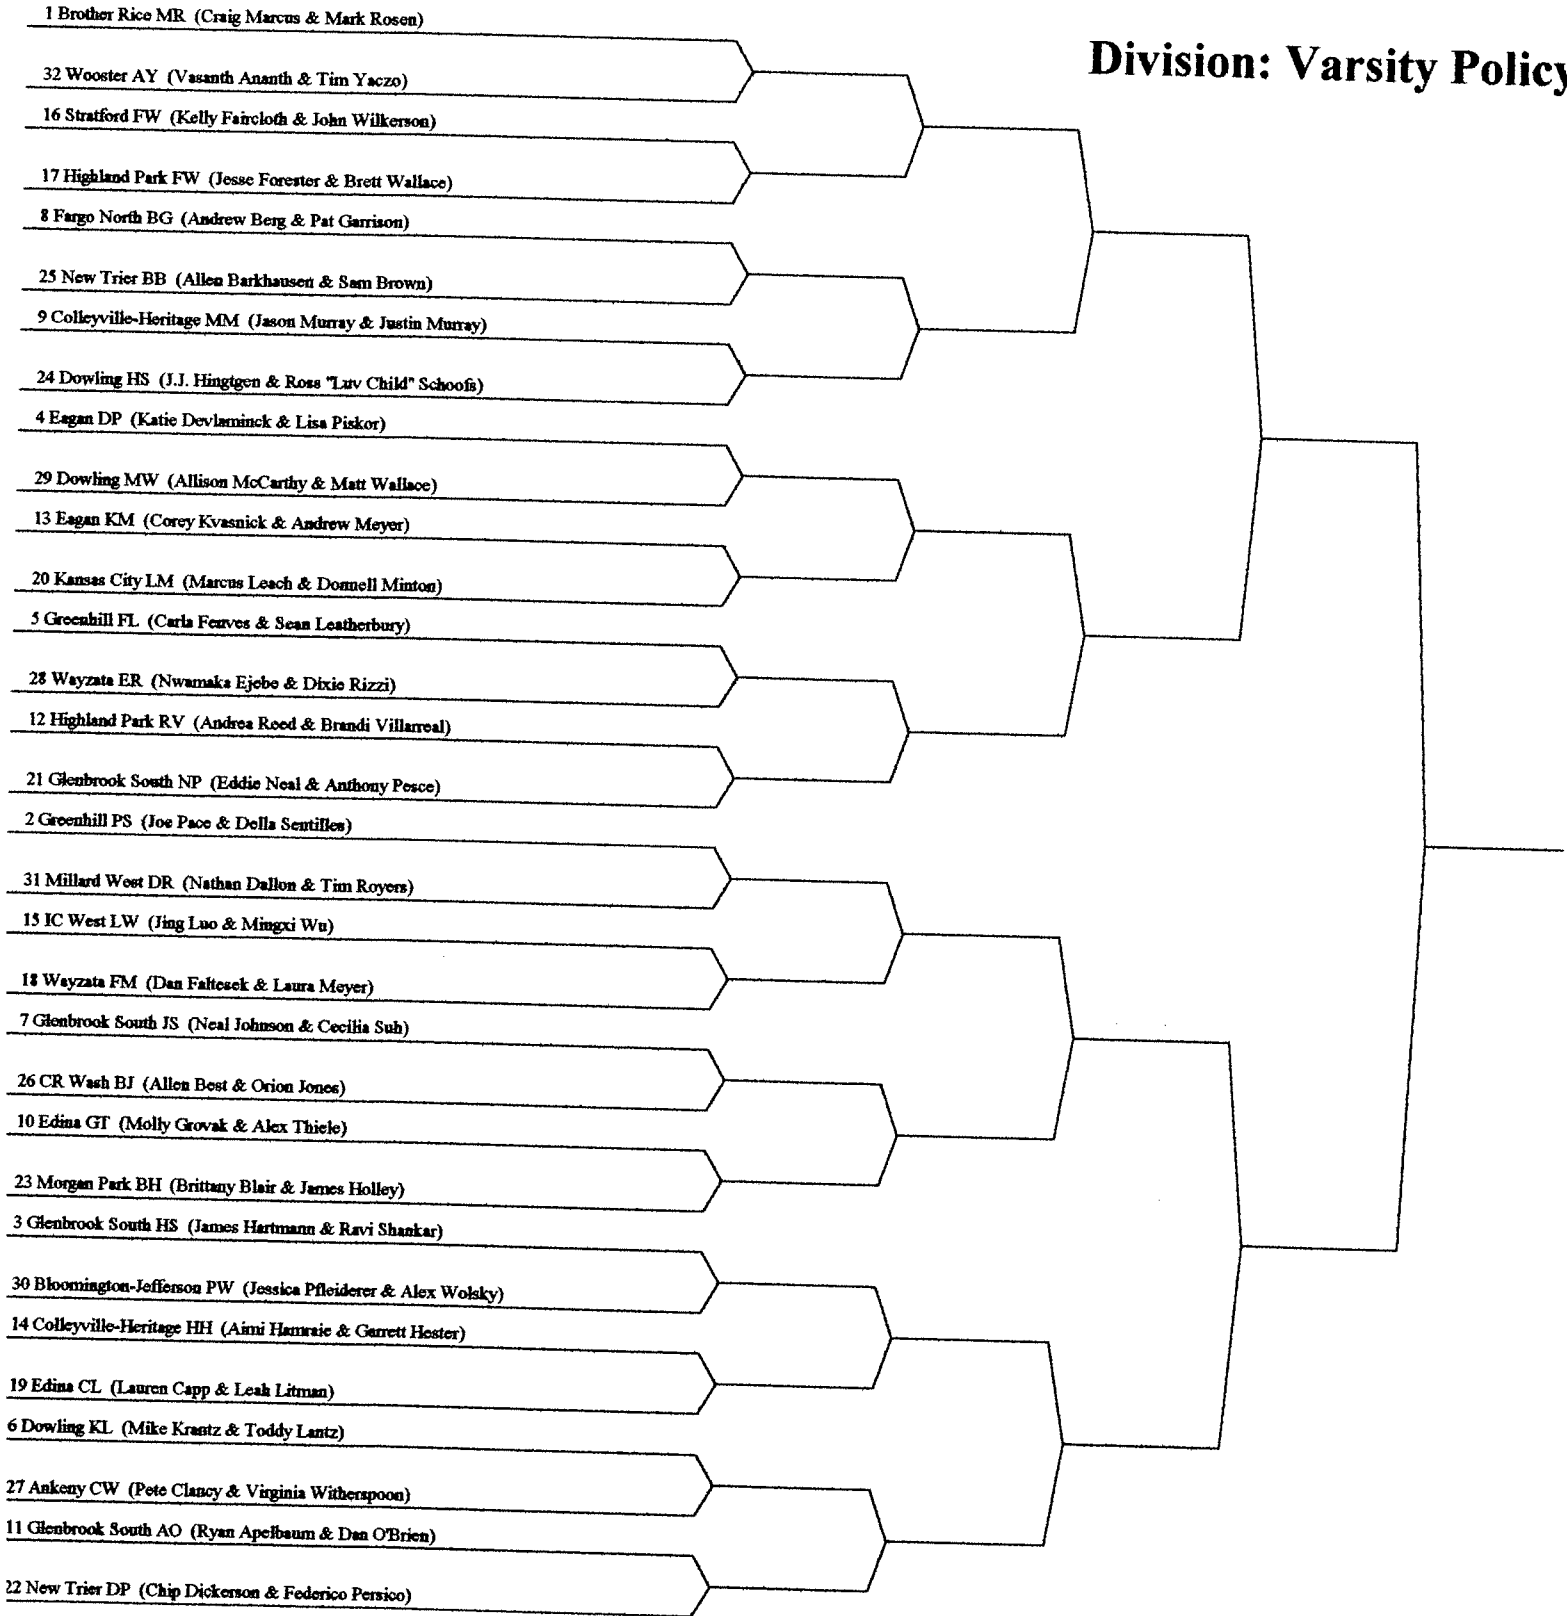 1 Brother Rice MR (Craig Marcus & Mark Rosen)
Division: Varsity Policy
32 Wooster AY (Vasanth Ananth & Tim Yaczo)
16 Stratford FW (Kelly Faircloth & John Wilkerson)
17 Highland Park FW (Jesse Forester & Brett Wallace)
8 Fargo North BG (Andrew Berg & Pat Garrison)
25 New Trier BB (Allen Barkhausen & Sam Brown)
9 Colleyville-Heritage MM (Jason Murray & Justin Murray)
24 Dowling HS (J.J. Hingtgen & Ross "Luv Child" Schoofs)
4 Eagan DP (Katie Devlaminck & Lisa Piskor)
29 Dowling MW (Allison McCarthy & Matt Wallace)
13 Eagan KM (Corey Kvasnick & Andrew Meyer)
20 Kansas City LM (Marcus Leach & Donnell Minton)
5 Greenhill FL (Carla Fenves & Sean Leatherbury)
28 Wayzata ER (Nwamaka Ejebe & Dixie Rizzi)
12 Highland Park RV (Andrea Reed & Brandi Villarreal)
21 Glenbrook South NP (Eddie Neal & Anthony Pesce)
2 Greenhill PS (Joe Pace & Della Sentilles)
31 Millard West DR (Nathan Dallon & Tim Royers)
15 IC West LW (Jing Luo & Mingxi Wu)
18 Wayzata FM (Dan Faltesek & Laura Meyer)
7 Glenbrook South JS (Neal Johnson & Cecilia Suh)
26 CR Wash BJ (Allen Best & Orion Jones)
10 Edina GT (Molly Grovak & Alex Thiele)
23 Morgan Park BH (Brittany Blair & James Holley)
3 Glenbrook South HS (James Hartmann & Ravi Shankar)
30 Bloomington-Jefferson PW (Jessica Pfleiderer & Alex Wolsky)
14 Colleyville-Heritage HH (Aimi Hamraie & Garrett Hester)
19 Edina CL (Lauren Capp & Leah Litman)
6 Dowling KL (Mike Krantz & Toddy Lantz)
27 Ankeny CW (Pete Clancy & Virginia Witherspoon)
11 Glenbrook South AO (Ryan Apelbaum & Dan O'Brien)
22 New Trier DP (Chip Dickerson & Federico Persico)